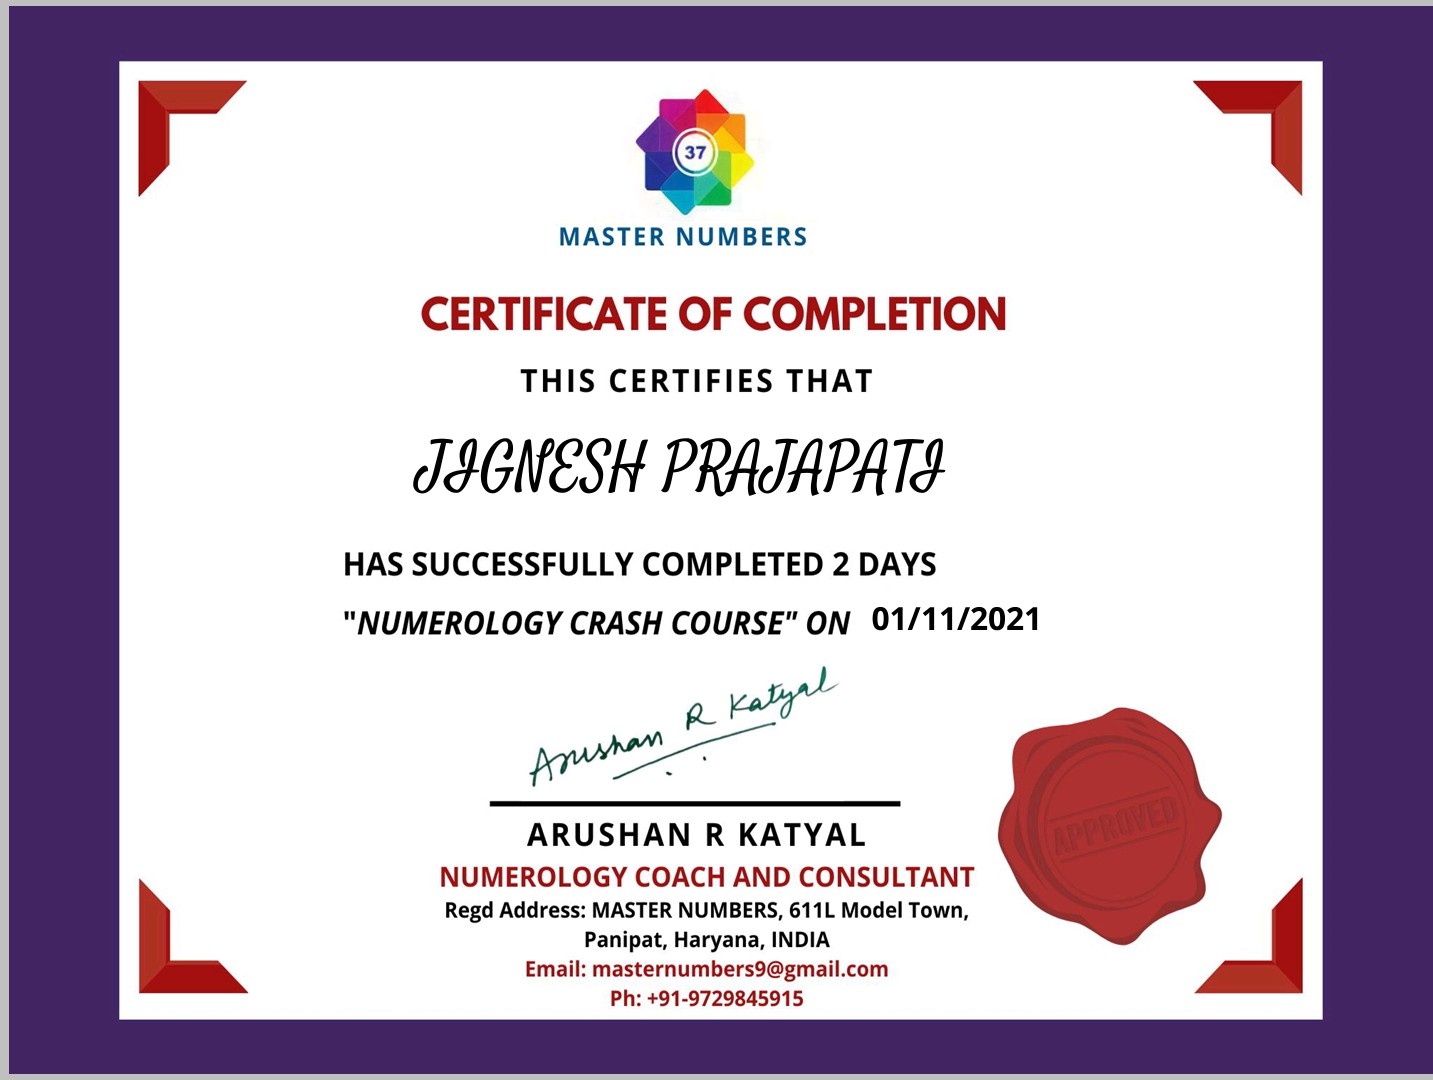 37
MASTER NUMBERS
CERTIFICATE OF COMPLETION
THIS CERTIFIES THAT
JIGNESH PRAJAPATI
HAS SUCCESSFULLY COMPLETED 2 DAYS
"NUMEROLOGY CRASH COURSE" ON 01/11/2021
Arushan R Katyal
ARUSHAN R KATYAL
NUMEROLOGY COACH AND CONSULTANT
Regd Address: MASTER NUMBERS, 611L Model Town,
Panipat, Haryana, INDIA
Email: masternumbers9@gmail.com
Ph: +91-9729845915
APPROVED